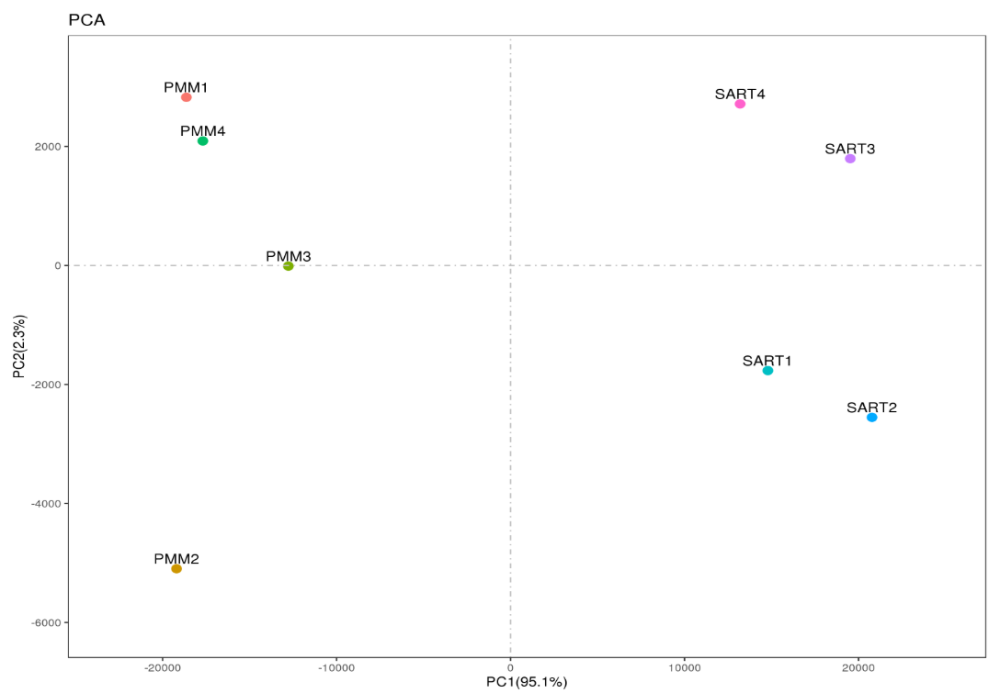 PCA
PMM1
SART4
PMM4
SART3
2000
PMM3
0
SART1
PC2(2.3%)
-2000
SART2
-4000
PMM2
-6000
-20000
-10000
0
10000
20000
PC1(95.1%)